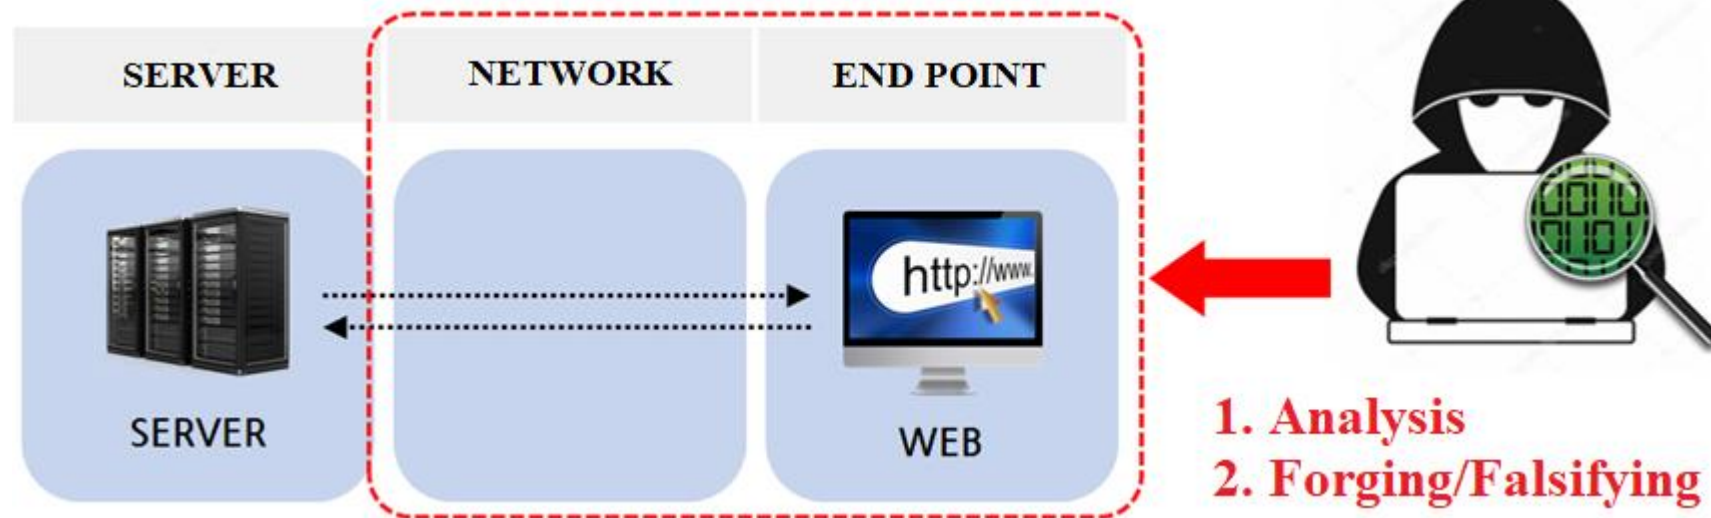 SERVER
NETWORK
END POINT
http://www.
SERVER
WEB
1. Analysis
2. Forging/Falsifying